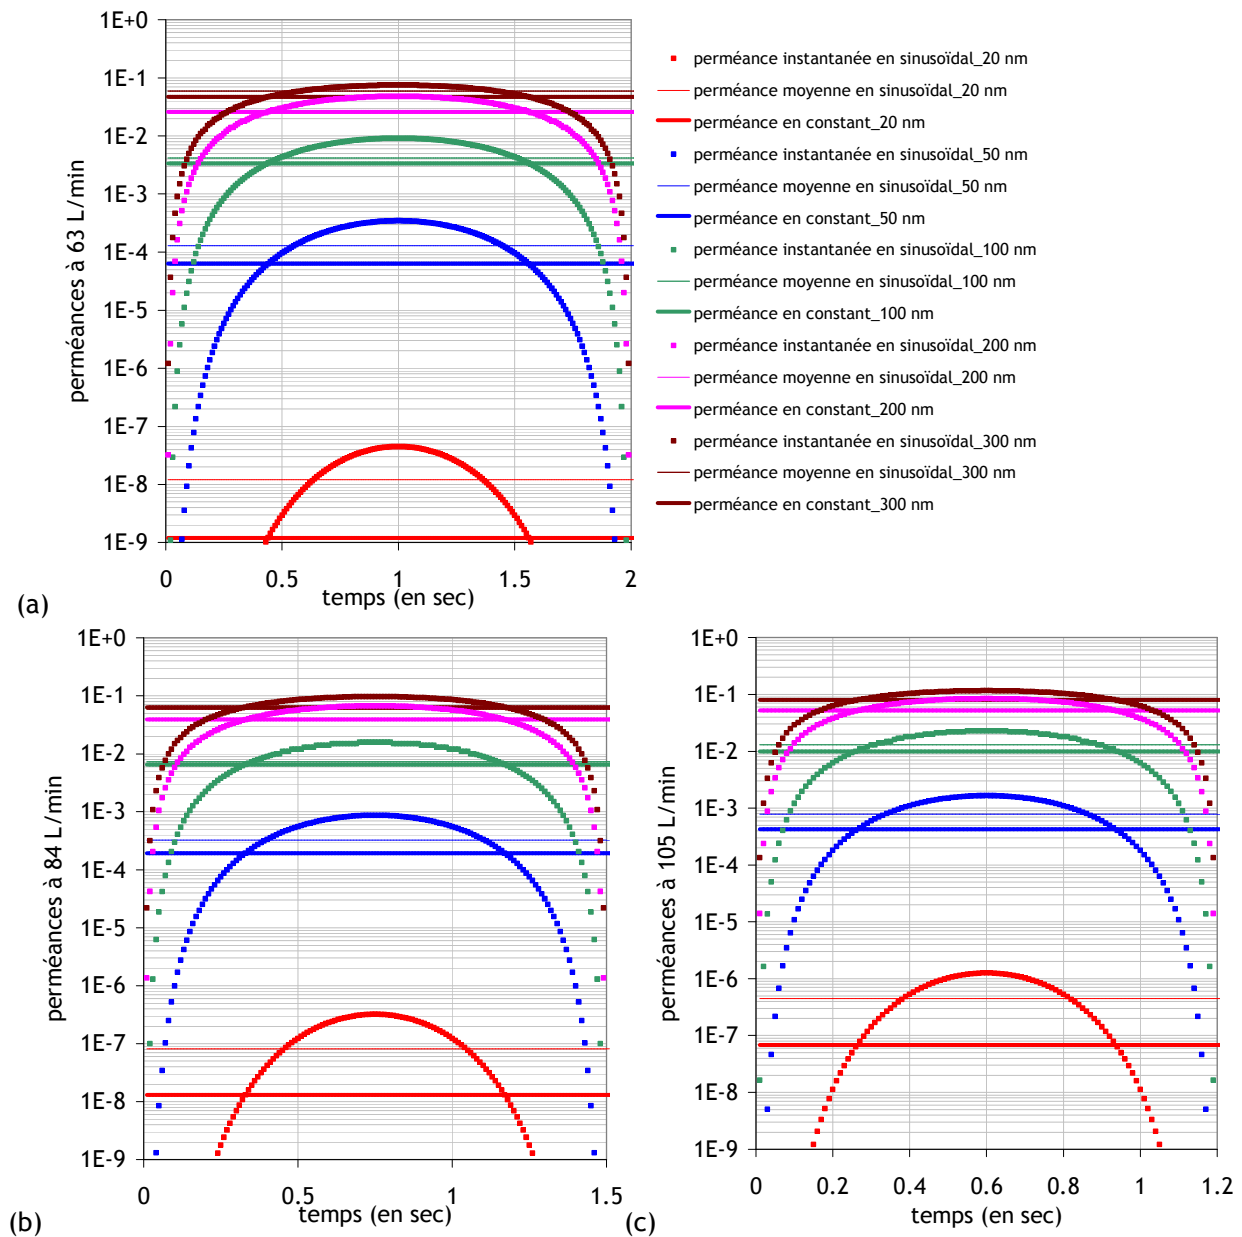 1E+0
1E-1
1E-2
1E-3
1E-4
1E-5
1E-6
1E-7
1E-8
1E-9
perméances à 63 L/min
0 0.5 1 1.5 2
temps (en sec)
(a)
perméance instantanée en sinusoïdal_20 nm
perméance moyenne en sinusoïdal_20 nm
perméance en constant_20 nm
perméance instantanée en sinusoïdal_50 nm
perméance moyenne en sinusoïdal_50 nm
perméance en constant_50 nm
perméance instantanée en sinusoïdal_100 nm
perméance moyenne en sinusoïdal_100 nm
perméance en constant_100 nm
perméance instantanée en sinusoïdal_200 nm
perméance moyenne en sinusoïdal_200 nm
perméance en constant_200 nm
perméance instantanée en sinusoïdal_300 nm
perméance moyenne en sinusoïdal_300 nm
perméance en constant_300 nm
1E+0
1E-1
1E-2
1E-3
1E-4
1E-5
1E-6
1E-7
1E-8
1E-9
perméances à 84 L/min
0 0.5 1 1.5
temps (en sec)
(b)
1E+0
1E-1
1E-2
1E-3
1E-4
1E-5
1E-6
1E-7
1E-8
1E-9
perméances à 105 L/min
0 0.2 0.4 0.6 0.8 1 1.2
temps (en sec)
(c)